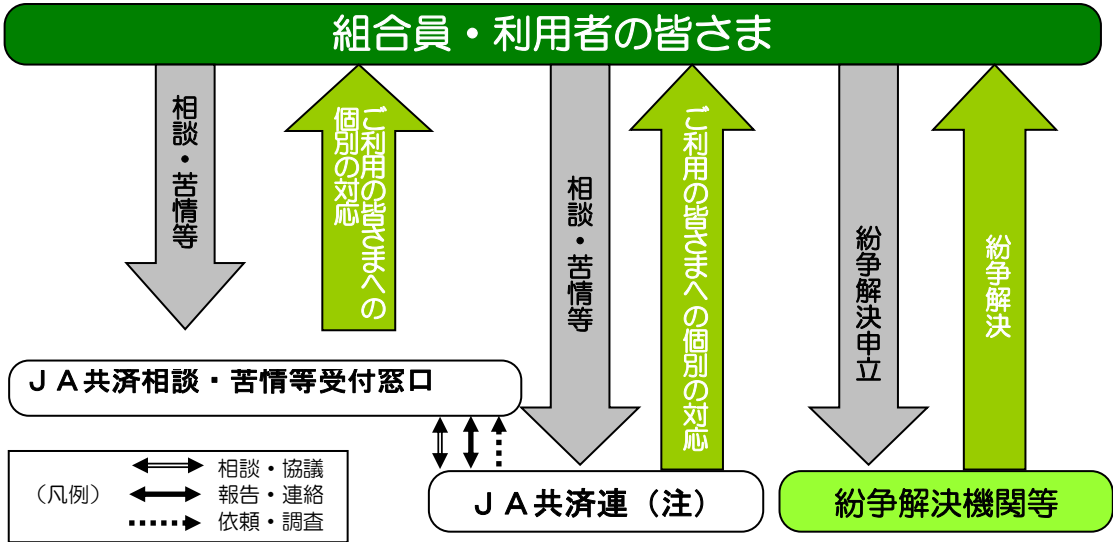 組合員・利用者の皆さま
相談・苦情等
ご利用の皆さまへの
個別の対応
相談・苦情等
ご利用の皆さまへの個別の対応
紛争解決申立
紛争解決
ＪＡ共済相談・苦情等受付窓口
（凡例）
相談・協議
報告・連絡
依頼・調査
ＪＡ共済連（注）
紛争解決機関等